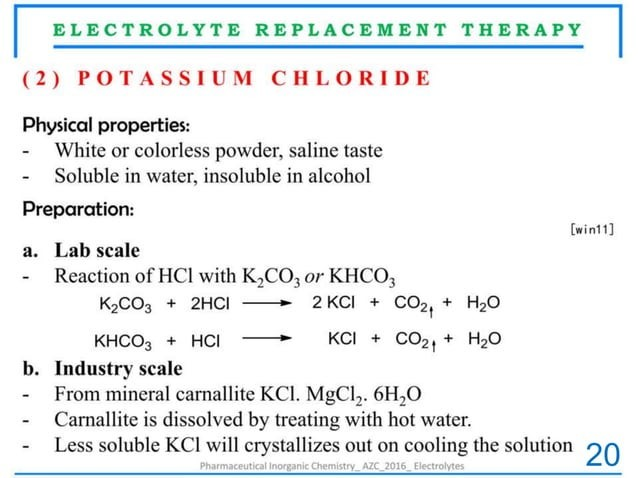 ELECTROLYTE REPLACEMENT THERAPY
(2) POTASSIUM CHLORIDE
Physical properties:
- White or colorless powder, saline taste
- Soluble in water, insoluble in alcohol
Preparation:
[win11]
a. Lab scale
- Reaction of HCl with K₂CO₃ or KHCO₃
K₂CO₃ + 2HCl ⟶ 2 KCl + CO₂↑ + H₂O
KHCO₃ + HCl ⟶ KCl + CO₂↑ + H₂O
b. Industry scale
- From mineral carnallite KCl. MgCl₂. 6H₂O
- Carnallite is dissolved by treating with hot water.
- Less soluble KCl will crystallizes out on cooling the solution
Pharmaceutical Inorganic Chemistry_ AZC_2016_ Electrolytes
20